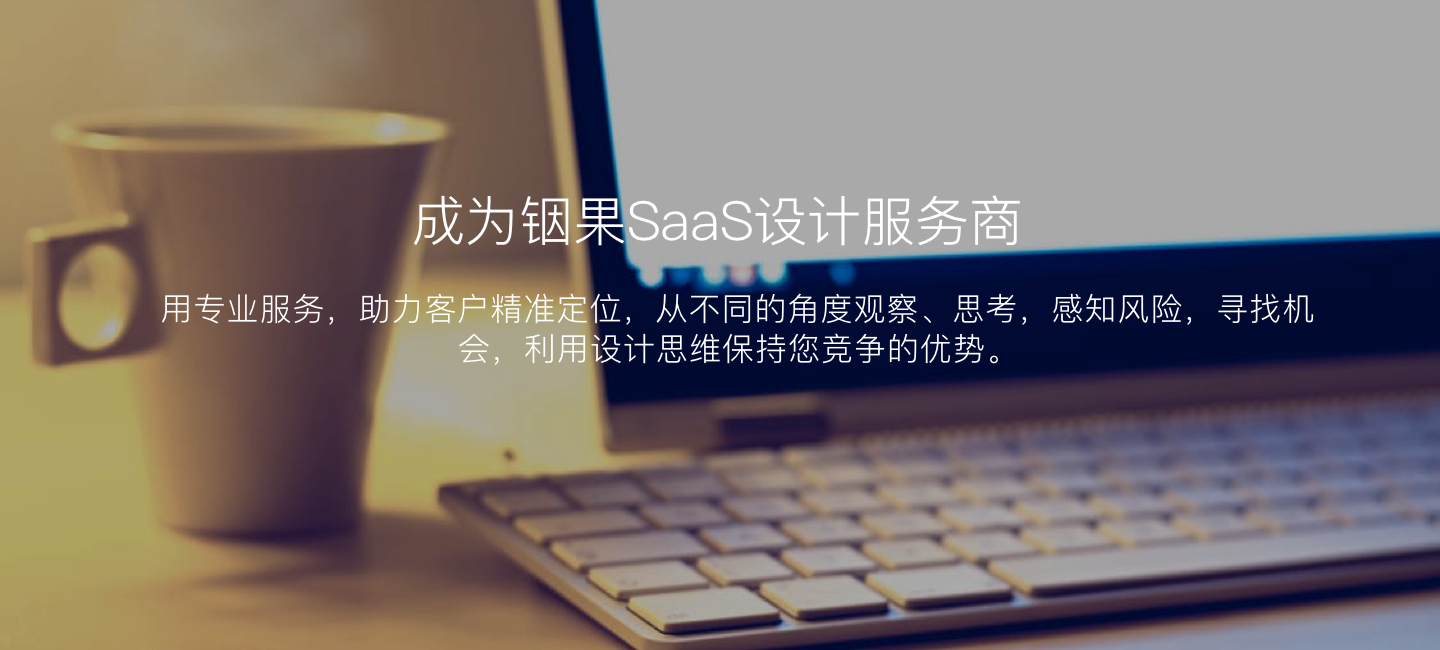 成为铟果SaaS设计服务商
用专业服务，助力客户精准定位，从不同的角度观察、思考，感知风险，寻找机
会，利用设计思维保持您竞争的优势。